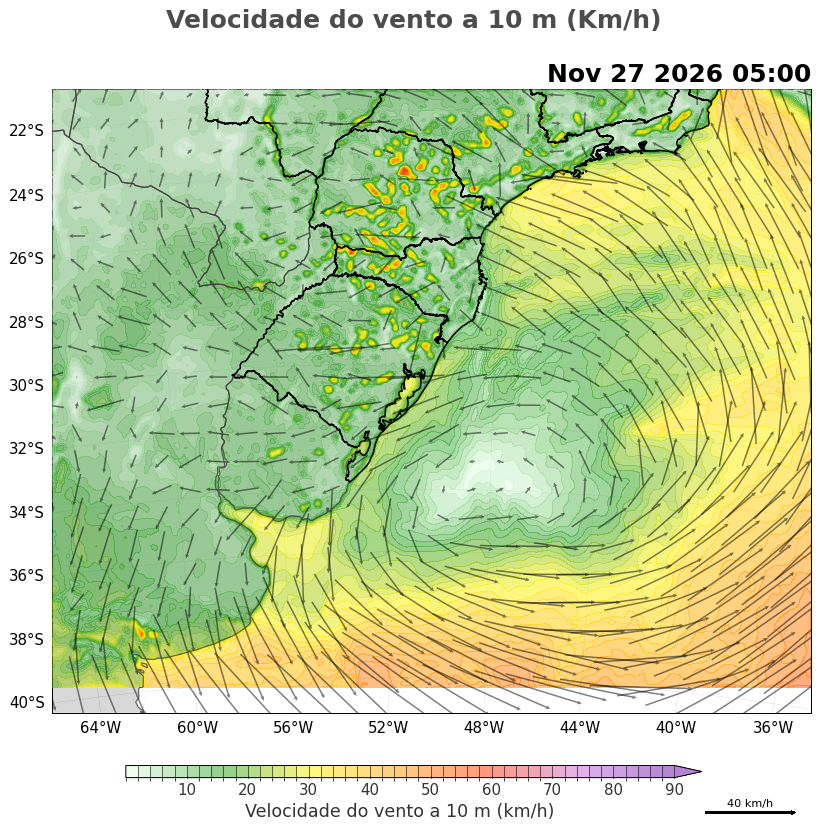 Velocidade do vento a 10 m (Km/h)
Nov 27 2026 05:00
22°S
24°S
26°S
28°S
30°S
32°S
34°S
36°S
38°S
40°S
64°W 60°W 56°W 52°W 48°W 44°W 40°W 36°W
10 20 30 40 50 60 70 80 90
Velocidade do vento a 10 m (km/h)
40 km/h